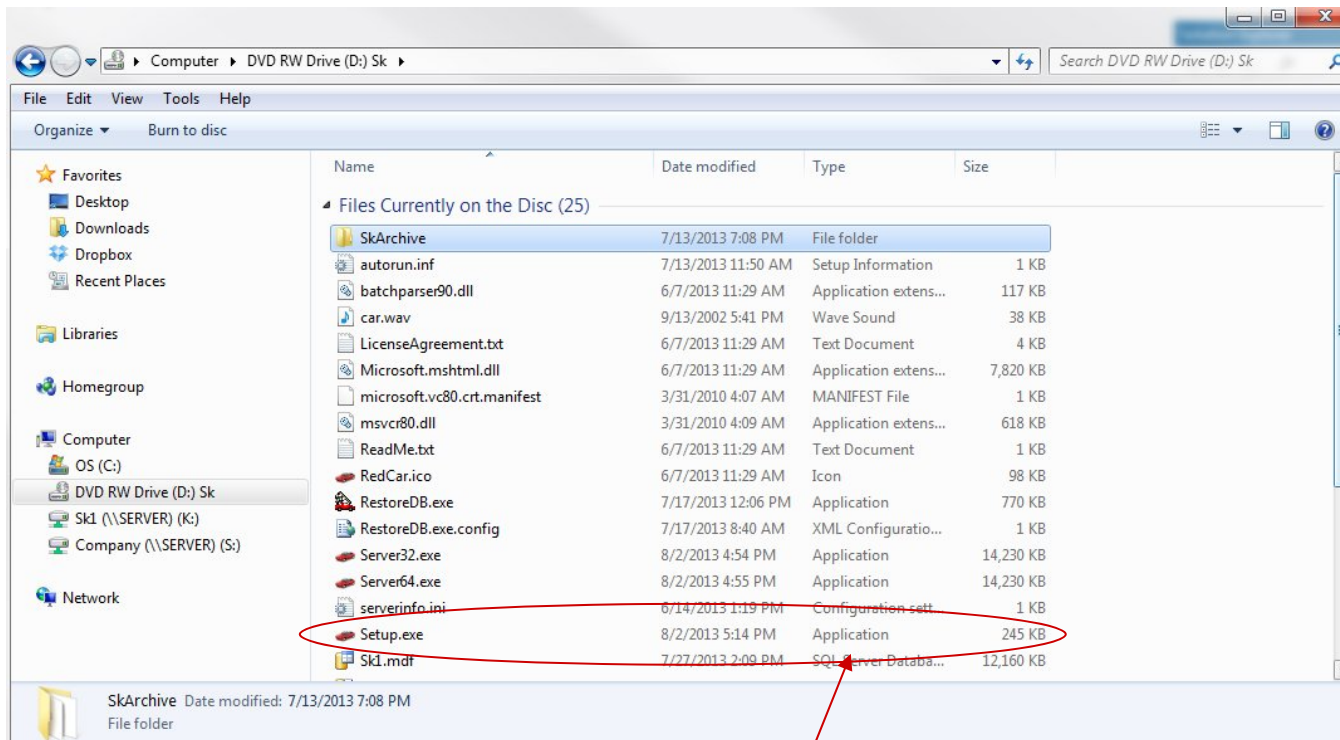 Computer ▸ DVD RW Drive (D:) Sk ▸ Search DVD RW Drive (D:) Sk
File Edit View Tools Help
Organize Burn to disc
Favorites
Desktop
Downloads
Dropbox
Recent Places
Libraries
Homegroup
Computer
OS (C:)
DVD RW Drive (D:) Sk
Sk1 (\\SERVER) (K:)
Company (\\SERVER) (S:)
Network
Name Date modified Type Size
Files Currently on the Disc (25)
SkArchive 7/13/2013 7:08 PM File folder
autorun.inf 7/13/2013 11:50 AM Setup Information 1 KB
batchparser90.dll 6/7/2013 11:29 AM Application extens... 117 KB
car.wav 9/13/2002 5:41 PM Wave Sound 38 KB
LicenseAgreement.txt 6/7/2013 11:29 AM Text Document 4 KB
Microsoft.mshtml.dll 6/7/2013 11:29 AM Application extens... 7,820 KB
microsoft.vc80.crt.manifest 3/31/2010 4:07 AM MANIFEST File 1 KB
msvcr80.dll 3/31/2010 4:09 AM Application extens... 618 KB
ReadMe.txt 6/7/2013 11:29 AM Text Document 1 KB
RedCar.ico 6/7/2013 11:29 AM Icon 98 KB
RestoreDB.exe 7/17/2013 12:06 PM Application 770 KB
RestoreDB.exe.config 7/17/2013 8:40 AM XML Configuratio... 1 KB
Server32.exe 8/2/2013 4:54 PM Application 14,230 KB
Server64.exe 8/2/2013 4:55 PM Application 14,230 KB
serverinfo.ini 6/14/2013 1:19 PM Configuration sett... 1 KB
Setup.exe 8/2/2013 5:14 PM Application 245 KB
Sk1.mdf 7/27/2013 2:09 PM SQL Server Databa... 12,160 KB
SkArchive Date modified: 7/13/2013 7:08 PM
File folder